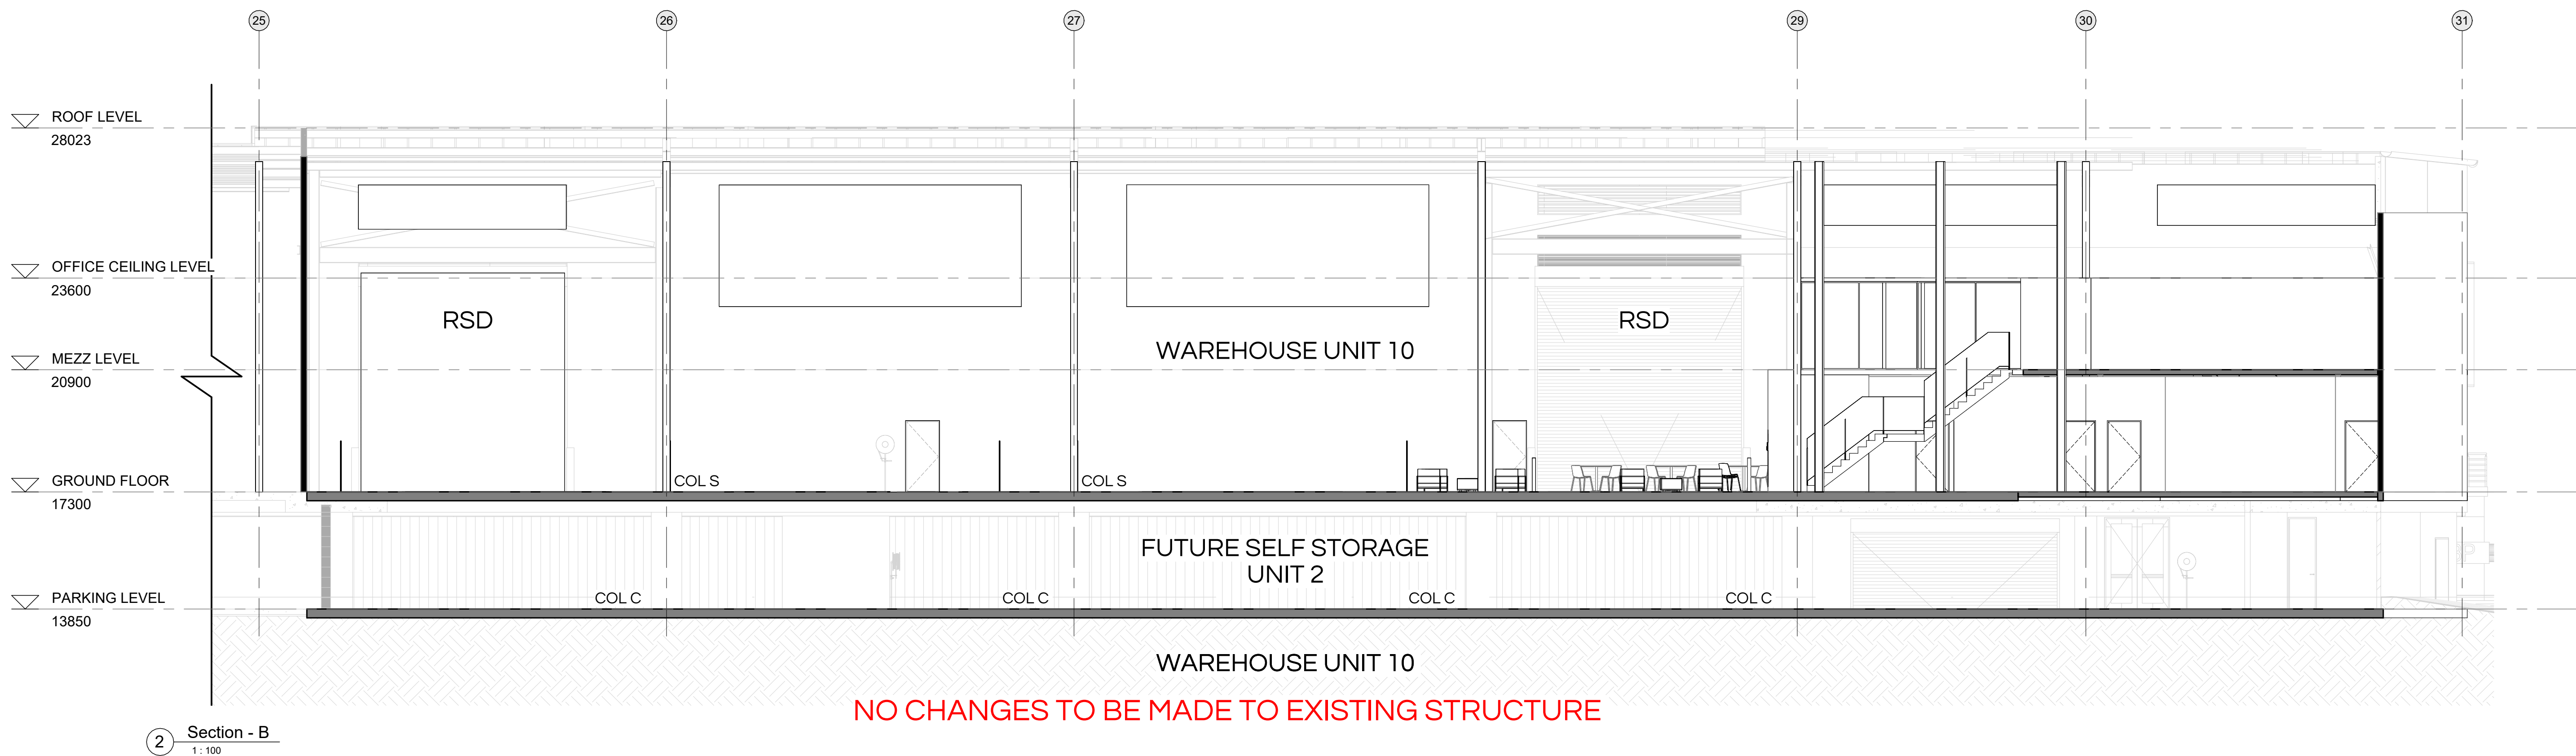 25
26
27
29
30
31
ROOF LEVEL
28023
OFFICE CEILING LEVEL
23600
RSD
RSD
WAREHOUSE UNIT 10
MEZZ LEVEL
20900
GROUND FLOOR
17300
COL S
COL S
FUTURE SELF STORAGE
UNIT 2
PARKING LEVEL
13850
COL C
COL C
COL C
COL C
WAREHOUSE UNIT 10
NO CHANGES TO BE MADE TO EXISTING STRUCTURE
2
Section - B
1 : 100